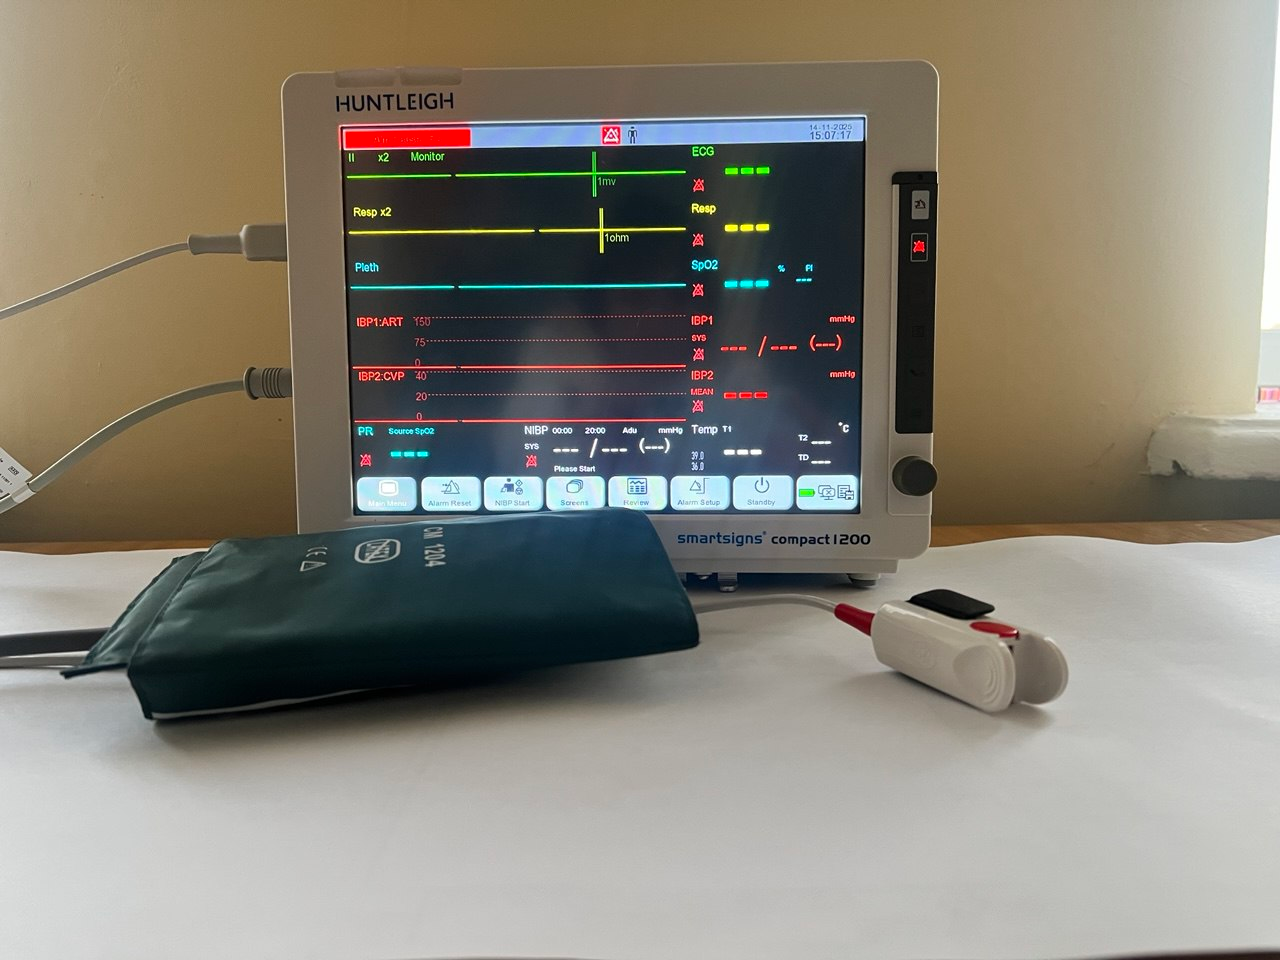 HUNTLEIGH
14-11-2025
15:07:17
II x2 Monitor
1mv
ECG
---
Resp x2
1ohm
Resp
---
Pleth
SpO2 % PI
--- ---
IBP1:ART 150
75
0
IBP1 mmHg
SYS
--- / --- (---)
IBP2:CVP 40
20
0
IBP2 mmHg
MEAN
---
PR Source SpO2
---
NIBP 00:00 20:00 Adu mmHg
SYS
--- / --- (---)
Please Start
Temp T1 °C
39.0
36.0
---
T2 ---
TD ---
Main Menu
Alarm Reset
NIBP Start
Screens
Review
Alarm Setup
Standby
smartsigns® compact 1200
CM 1204
CE